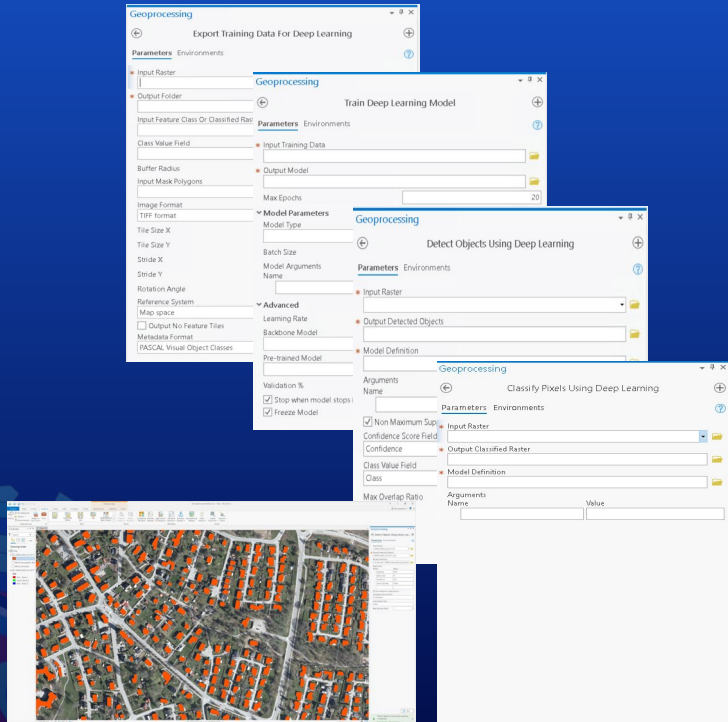 Geoprocessing
Export Training Data For Deep Learning
Parameters Environments
* Input Raster
* Output Folder
Input Feature Class Or Classified Ras
Class Value Field
Buffer Radius
Input Mask Polygons
Image Format
TIFF format
Tile Size X
Tile Size Y
Stride X
Stride Y
Rotation Angle
Reference System
Map space
Output No Feature Tiles
Metadata Format
PASCAL Visual Object Classes
Geoprocessing
Train Deep Learning Model
Parameters Environments
* Input Training Data
* Output Model
Max Epochs 20
Model Parameters
Model Type
Batch Size
Model Arguments
Name
Advanced
Learning Rate
Backbone Model
Pre-trained Model
Validation %
Stop when model stops i
Freeze Model
Geoprocessing
Detect Objects Using Deep Learning
Parameters Environments
* Input Raster
* Output Detected Objects
* Model Definition
Arguments
Name
Non Maximum Sup
Confidence Score Field
Confidence
Class Value Field
Class
Max Overlap Ratio
Geoprocessing
Classify Pixels Using Deep Learning
Parameters Environments
* Input Raster
* Output Classified Raster
* Model Definition
Arguments
Name Value